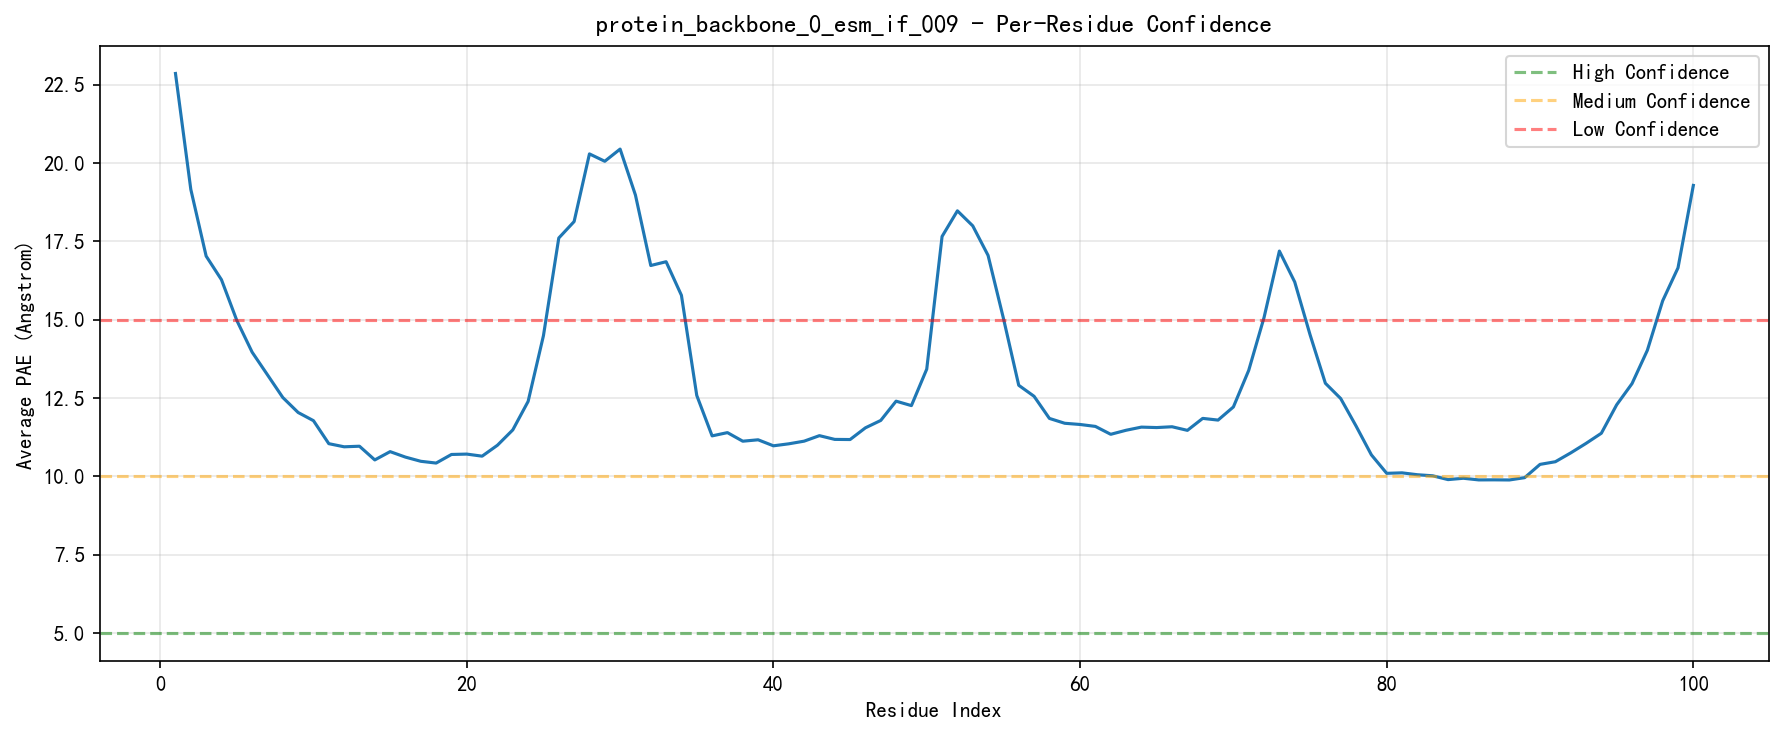 protein_backbone_0_esm_if_009 - Per-Residue Confidence
High Confidence
Medium Confidence
Low Confidence
Average PAE (Angstrom)
22.5
20.0
17.5
15.0
12.5
10.0
7.5
5.0
0 20 40 60 80 100
Residue Index